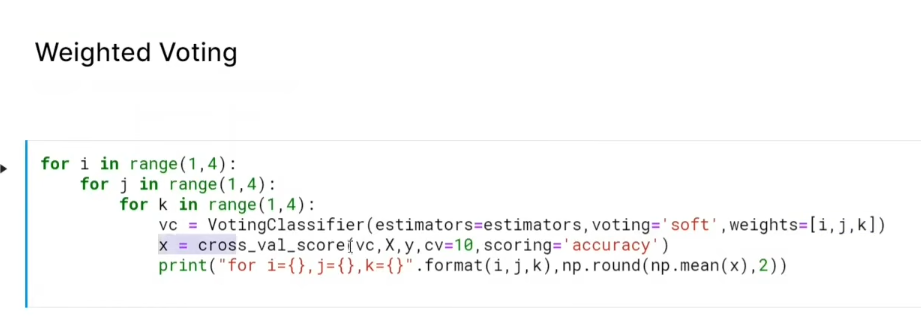 Weighted Voting
for i in range(1,4):
    for j in range(1,4):
        for k in range(1,4):
            vc = VotingClassifier(estimators=estimators,voting='soft',weights=[i,j,k])
            x = cross_val_score(vc,X,y,cv=10,scoring='accuracy')
            print("for i={},j={},k={}".format(i,j,k),np.round(np.mean(x),2))